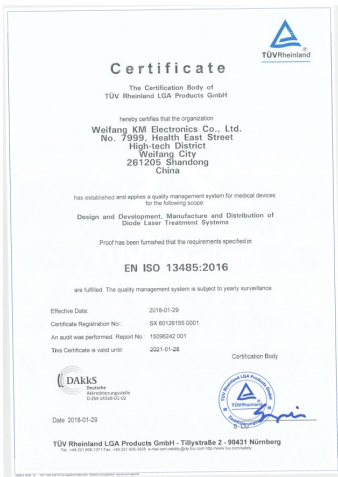 TÜVRheinland
Certificate
The Certification Body of
TÜV Rheinland LGA Products GmbH
hereby certifies that the organization
Weifang KM Electronics Co., Ltd.
No. 7999, Health East Street
High-tech District
Weifang City
261205 Shandong
China
has established and applies a quality management system for medical devices
for the following scope:
Design and Development, Manufacture and Distribution of
Diode Laser Treatment Systems
Proof has been furnished that the requirements specified in
EN ISO 13485:2016
are fulfilled. The quality management system is subject to yearly surveillance.
Effective Date: 2018-01-29
Certificate Registration No.: SX 60126155 0001
An audit was performed. Report No.: 15096242 001
This Certificate is valid until: 2021-01-28
Certification Body
DAkkS
Deutsche
Akkreditierungsstelle
D-ZM-14169-01-02
TÜVRheinland
Date 2018-01-29
TÜV Rheinland LGA Products GmbH - Tillystraße 2 - 90431 Nürnberg